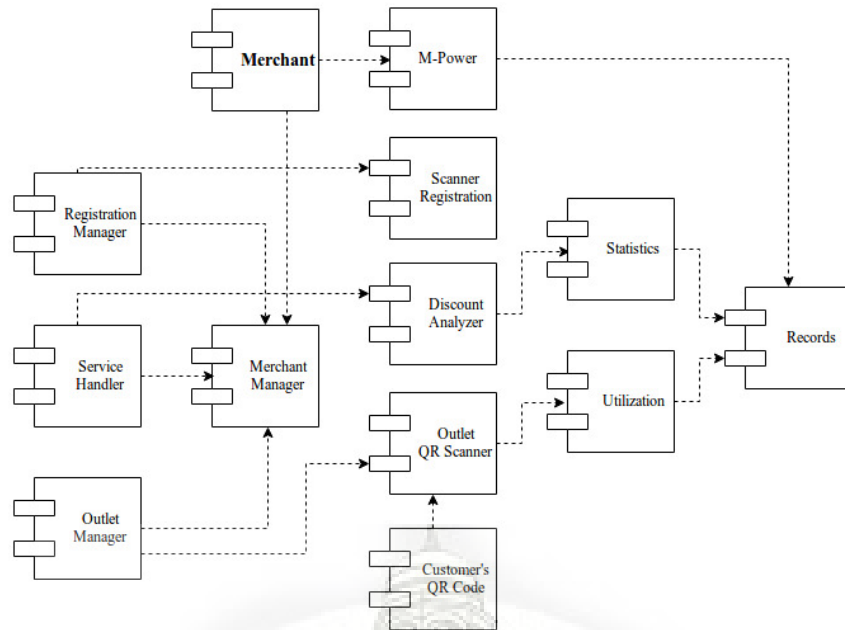 Merchant
M-Power
Scanner
Registration
Registration
Manager
Statistics
Discount
Analyzer
Records
Service
Handler
Merchant
Manager
Utilization
Outlet
QR Scanner
Outlet
Manager
Customer's
QR Code